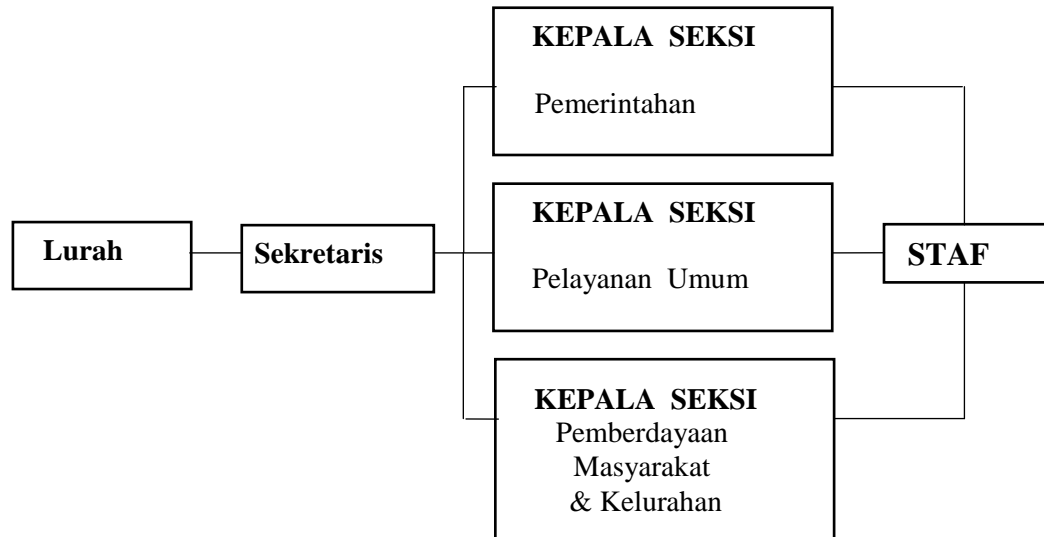 Lurah
Sekretaris
KEPALA SEKSI
Pemerintahan
KEPALA SEKSI
Pelayanan Umum
KEPALA SEKSI
Pemberdayaan
Masyarakat
& Kelurahan
STAF